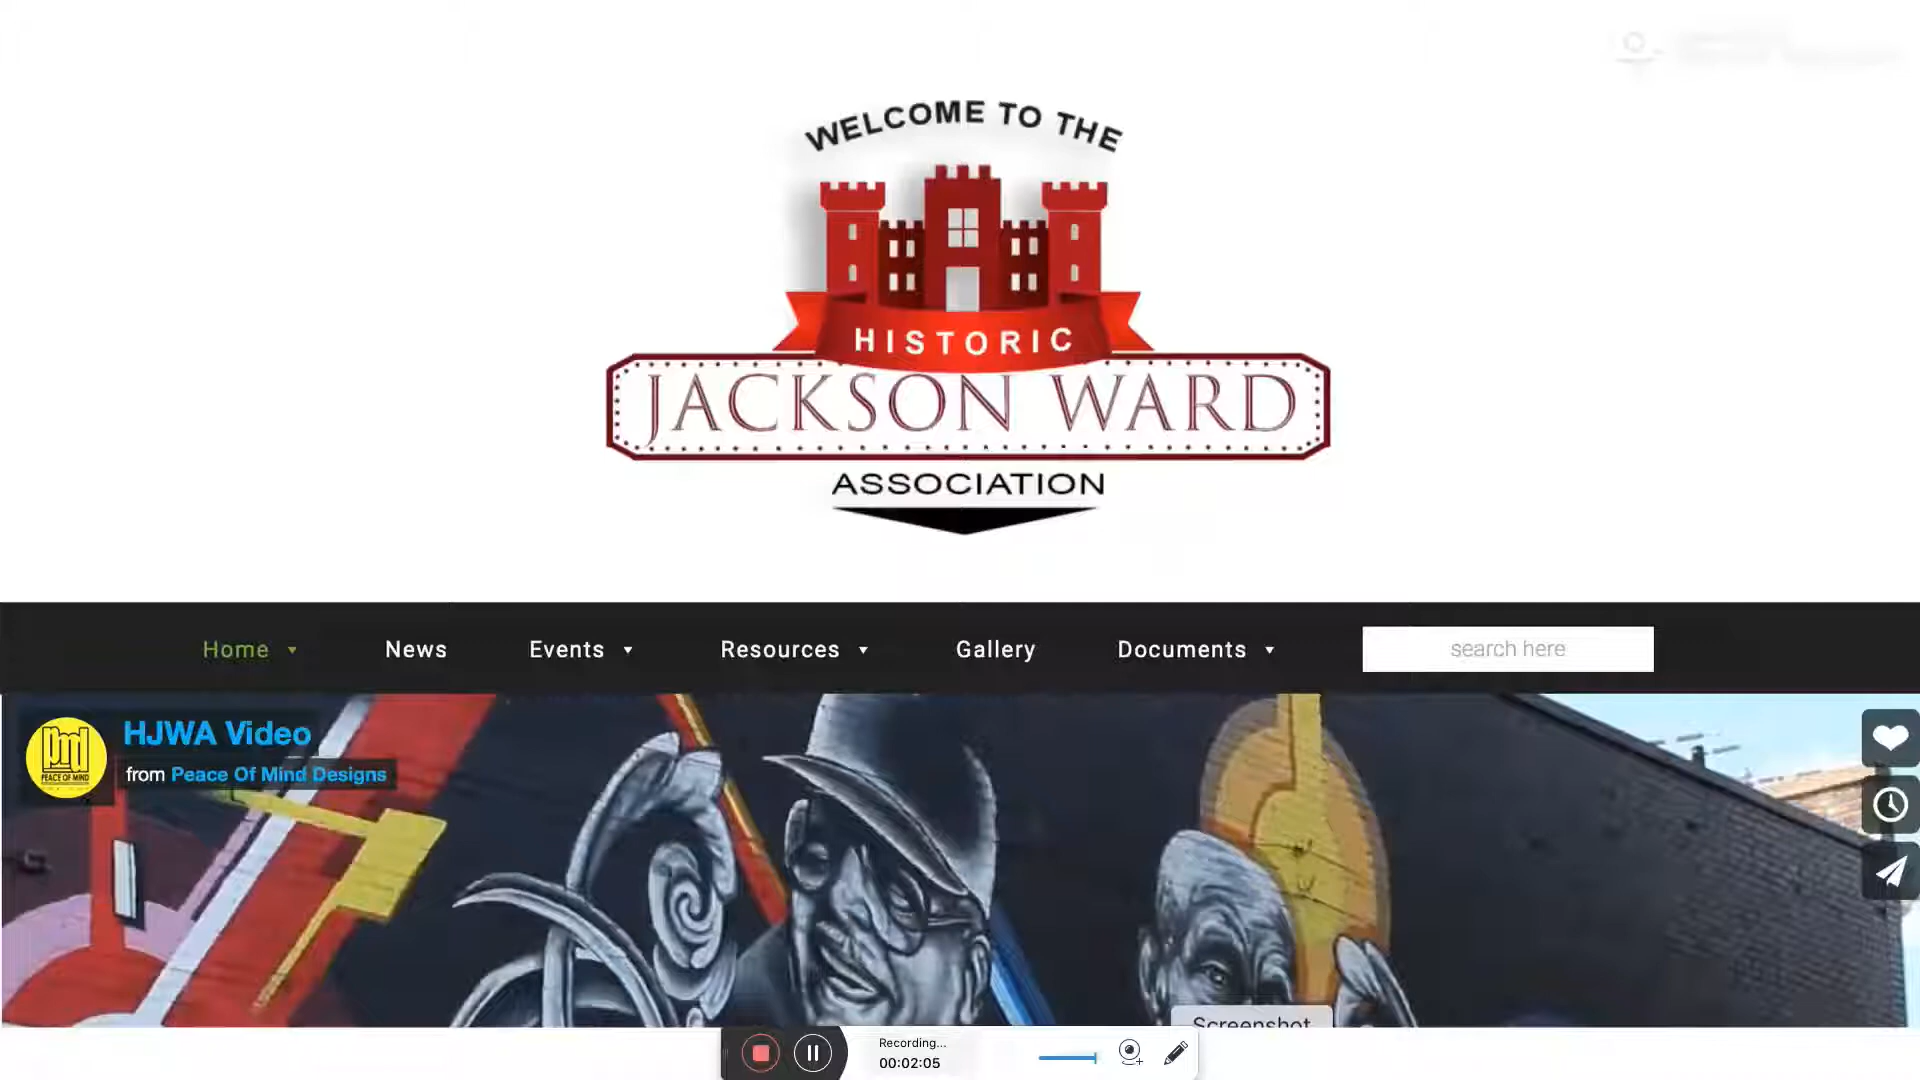 WELCOME TO THE
HISTORIC
JACKSON WARD
ASSOCIATION
Home News Events Resources Gallery Documents search here
HJWA Video
from Peace Of Mind Designs
pmd
PEACE OF MIND
Screenshot
Recording...
00:02:05